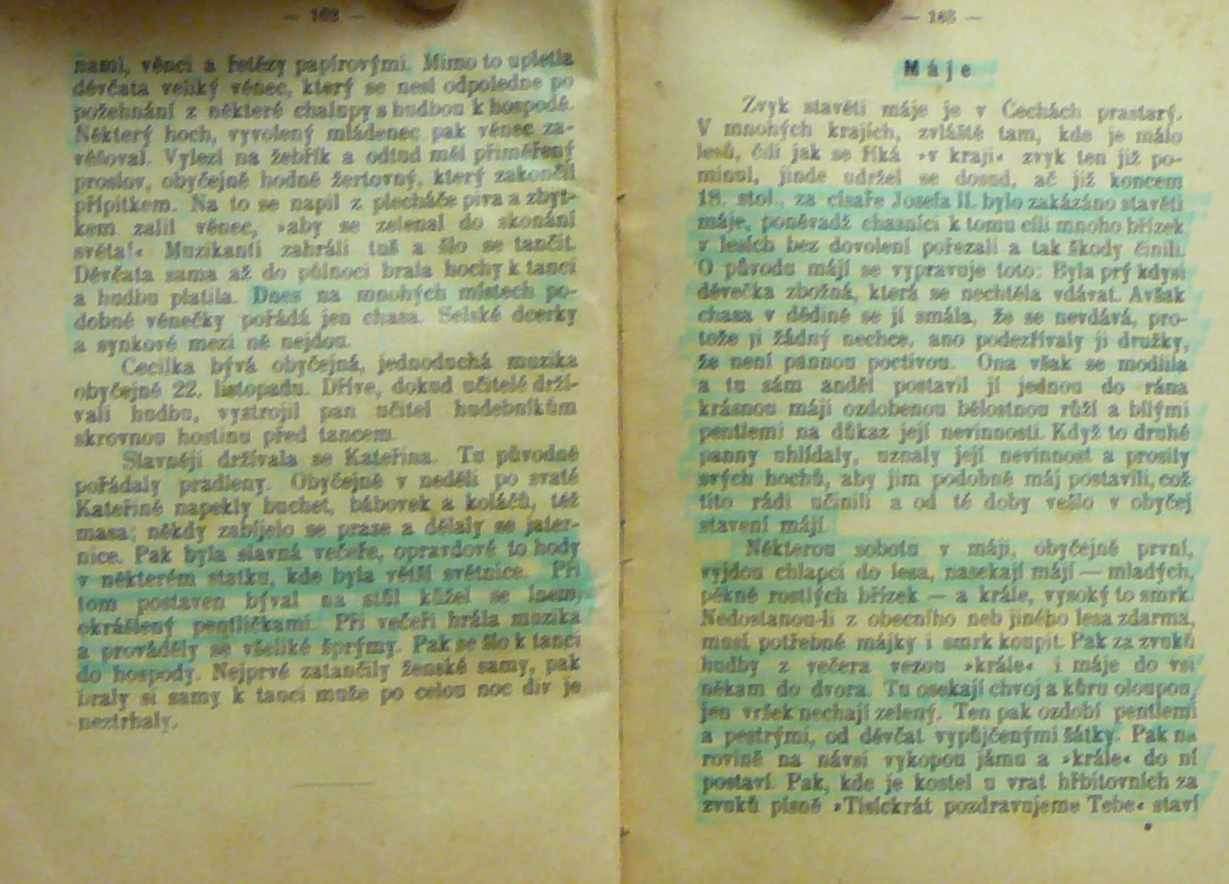 — 162 —
nami, věnci a řetězy papírovými. Mimo to upletla
děvčata veliký věnec, který se nesl odpoledne po
požehnání z některé chalupy s hudbou k hospodě.
Některý hoch, vyvolený mládenec pak věnec za-
věšoval. Vylezl na žebřík a odtud měl přiměřený
proslov, obyčejně hodně žertovný, který zakončil
přípitkem. Na to se napil z plecháče piva a zbyt-
kem zalil věnec, »aby se zelenal do skonání
světa!« Muzikanti zahráli tuš a šlo se tančit.
Děvčata sama až do půlnoci brala hochy k tanci
a hudbu platila. Dnes na mnohých místech po-
dobné věnečky pořádá jen chasa. Selské dcerky
a synkové mezi ně nejdou.
Cecilka bývá obyčejná, jednoduchá muzika
obyčejně 22. listopadu. Dříve, dokud učitelé drží-
vali hudbu, vystrojil pan učitel hudebníkům
skrovnou hostinu před tancem.
Slavněji držívala se Kateřina. Tu původně
pořádaly pradleny. Obyčejně v neděli po svaté
Kateřině napekly buchet, bábovek a koláčů, též
masa; někdy zabíjelo se prase a dělaly se jater-
nice. Pak byla slavná večeře, opravdové to hody
v některém statku, kde byla větší světnice. Při
tom postaven býval na stůl kužel se lnem,
okrášlený pentličkami. Při večeři hrála muzika
a prováděly se všeliké šprýmy. Pak se šlo k tanci
do hospody. Nejprvé zatančily ženské samy, pak
braly si samy k tanci muže po celou noc div je
neztrhaly.
— 163 —
Máje
Zvyk stavěti máje je v Čechách prastarý.
V mnohých krajích, zvláště tam, kde je málo
lesů, čili jak se říká »v kraji« zvyk ten již po-
minul, jinde udržel se dosud, ač již koncem
18. stol., za císaře Josefa II. bylo zakázáno stavěti
máje, poněvadž chasníci k tomu cíli mnoho břízek
v lesích bez dovolení pořezali a tak škody činili.
O původu májí se vypravuje toto: Byla prý kdysi
děvečka zbožná, která se nechtěla vdávat. Avšak
chasa v dědině se jí smála, že se nevdává, pro-
tože ji žádný nechce, ano podezřívaly ji družky,
že není pannou poctivou. Ona však se modlila
a tu sám anděl postavil jí jednou do rána
krásnou máji ozdobenou bělostnou růží a bílými
pentlemi na důkaz její nevinnosti. Když to druhé
panny uhlídaly, uznaly její nevinnost a prosily
svých hochů, aby jim podobné máj postavili, což
tito rádi učinili a od té doby vešlo v obyčej
stavení májí.
Některou sobotu v máji, obyčejně první,
vyjdou chlapci do lesa, nasekají májí — mladých,
pěkně rostlých břízek — a krále, vysoký to smrk.
Nedostanou-li z obecního neb jiného lesa zdarma,
musí potřebné májky i smrk koupit. Pak za zvuků
hudby z večera vezou »krále« i máje do vsi
někam do dvora. Tu osekají chvoj a kůru oloupou,
jen vršek nechají zelený. Ten pak ozdobí pentlemi
a pestrými, od děvčat vypůjčenými šátky. Pak na
rovině na návsi vykopou jámu a »krále« do ní
postaví. Pak, kde je kostel u vrat hřbitovních za
zvuků písně »Tisíckrát pozdravujeme Tebe« staví